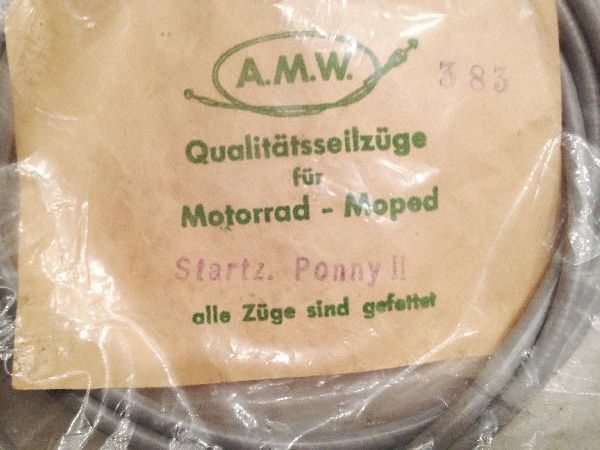 A.M.W.
383
Qualitätsseilzüge
für
Motorrad - Moped
Startz. Ponny II
alle Züge sind gefettet